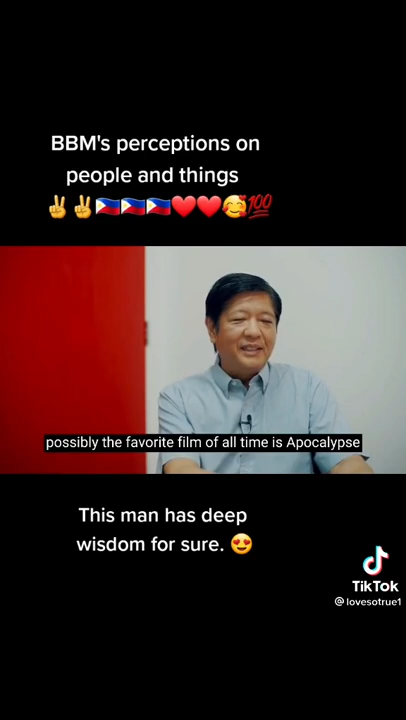 BBM's perceptions on
people and things
✌️✌️🇵🇭🇵🇭🇵🇭❤️❤️🥰💯
possibly the favorite film of all time is Apocalypse
This man has deep
wisdom for sure. 😍
TikTok
@lovesotrue1